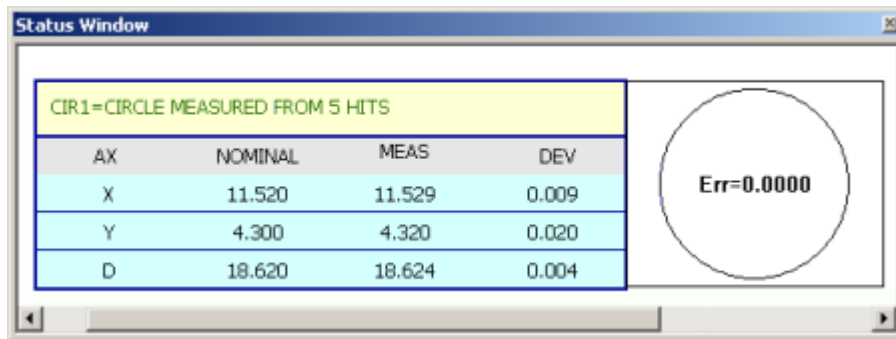 Status Window
CIR1=CIRCLE MEASURED FROM 5 HITS
AX NOMINAL MEAS DEV
X 11.520 11.529 0.009
Y 4.300 4.320 0.020
D 18.620 18.624 0.004
Err=0.0000